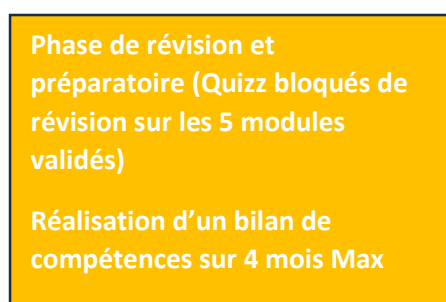 Phase de révision et
préparatoire (Quizz bloqués de
révision sur les 5 modules
validés)
Réalisation d’un bilan de
compétences sur 4 mois Max